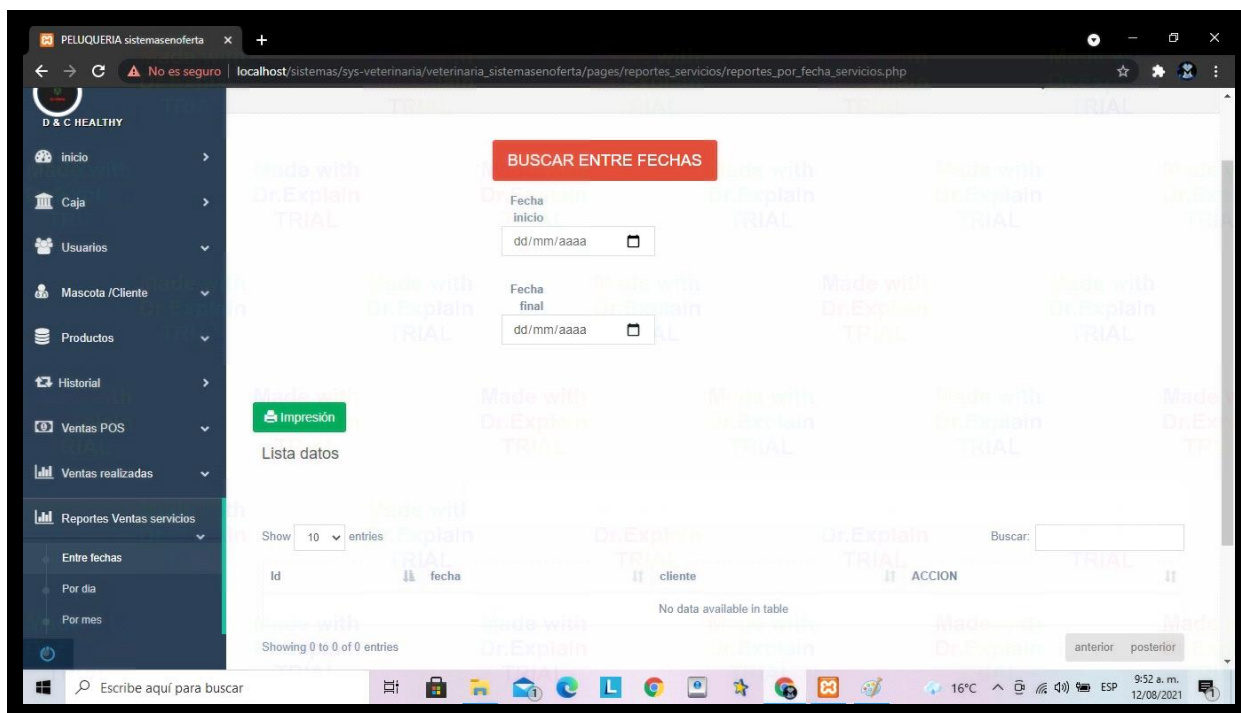 PELUQUERIA sistemasenoferta
No es seguro
localhost/sistemas/sys-veterinaria/veterinaria_sistemasenoferta/pages/reportes_servicios/reportes_por_fecha_servicios.php
D & C HEALTHY
inicio
Caja
Usuarios
Mascota /Cliente
Productos
Historial
Ventas POS
Ventas realizadas
Reportes Ventas servicios
Entre fechas
Por dia
Por mes
BUSCAR ENTRE FECHAS
Fecha
inicio
dd/mm/aaaa
Fecha
final
dd/mm/aaaa
Impresión
Lista datos
Show 10 entries
Buscar:
Id fecha cliente ACCION
No data available in table
Showing 0 to 0 of 0 entries
anterior posterior
Made with
Dr.Explain
TRIAL
Escribe aquí para buscar
16°C ESP
9:52 a. m.
12/08/2021